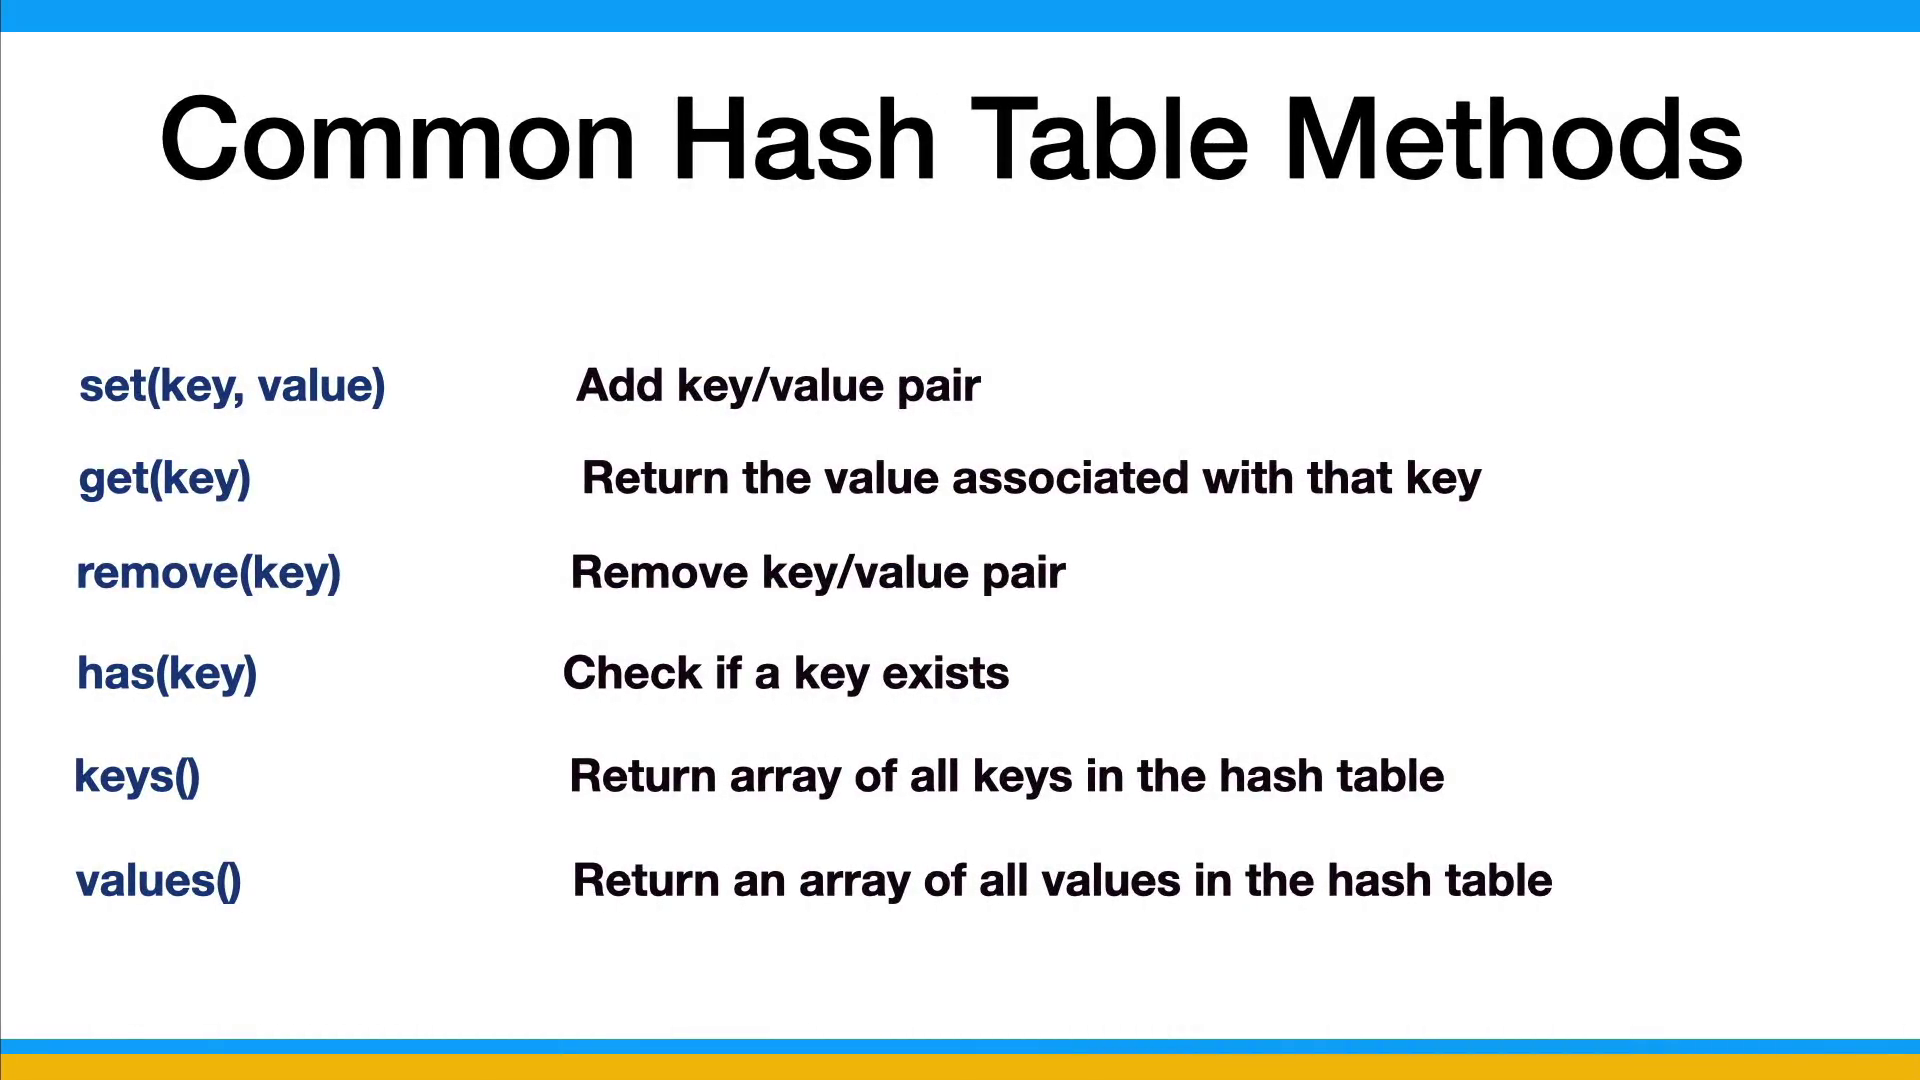 Common Hash Table Methods
set(key, value) Add key/value pair
get(key) Return the value associated with that key
remove(key) Remove key/value pair
has(key) Check if a key exists
keys() Return array of all keys in the hash table
values() Return an array of all values in the hash table